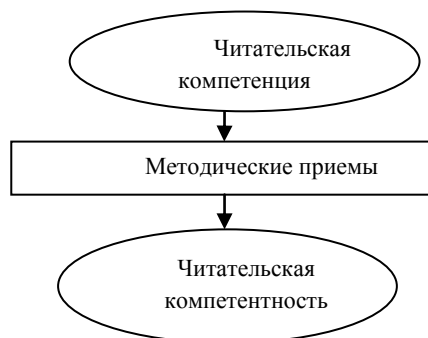 Читательская
компетенция
Методические приемы
Читательская
компетентность